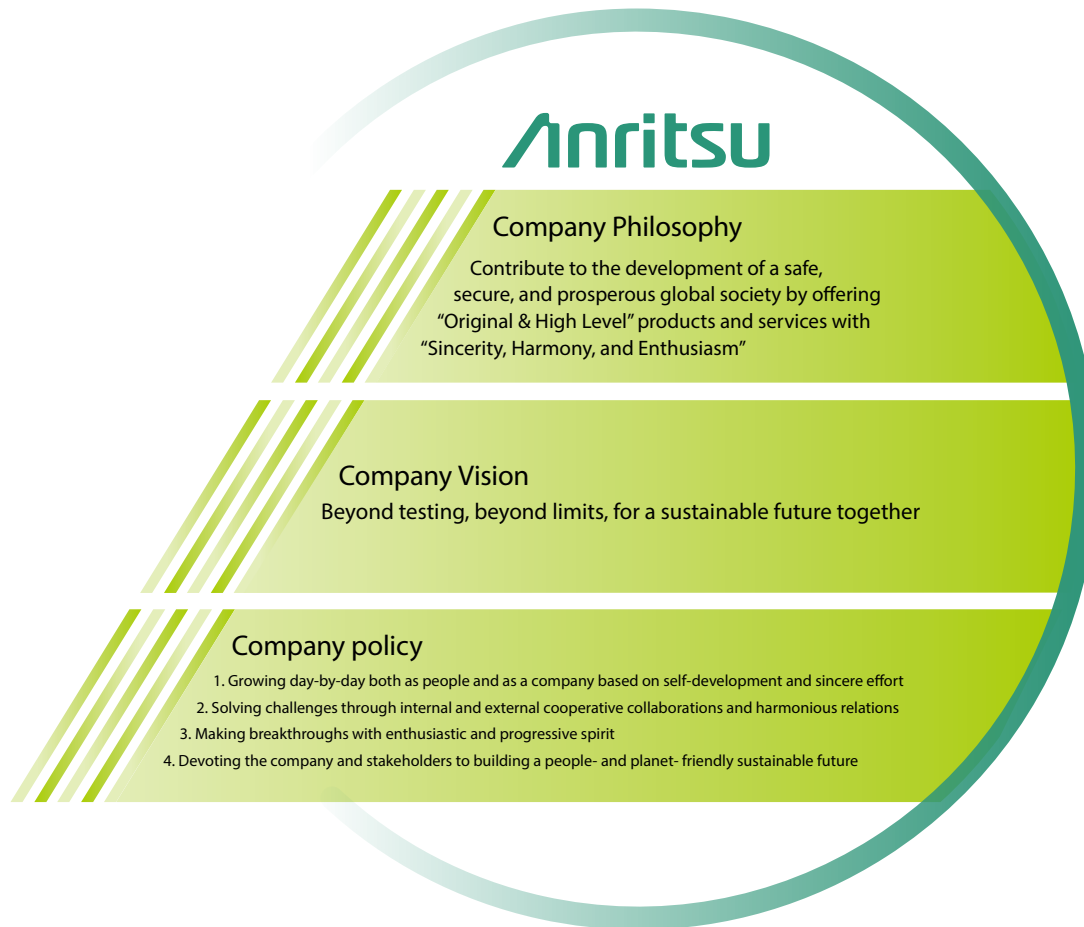 Anritsu
Company Philosophy
Contribute to the development of a safe,
secure, and prosperous global society by offering
“Original & High Level” products and services with
“Sincerity, Harmony, and Enthusiasm”
Company Vision
Beyond testing, beyond limits, for a sustainable future together
Company policy
1. Growing day-by-day both as people and as a company based on self-development and sincere effort
2. Solving challenges through internal and external cooperative collaborations and harmonious relations
3. Making breakthroughs with enthusiastic and progressive spirit
4. Devoting the company and stakeholders to building a people- and planet- friendly sustainable future